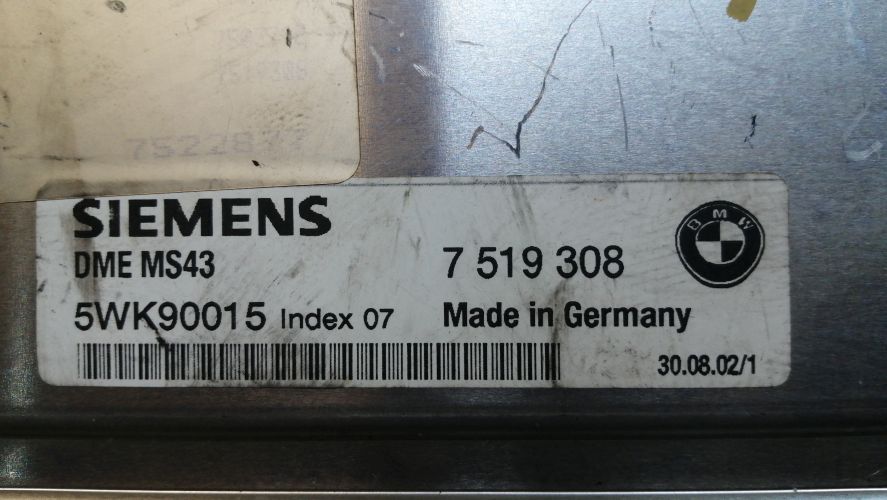 SIEMENS
DME MS43
7 519 308
BMW
5WK90015 Index 07
Made in Germany
30.08.02/1